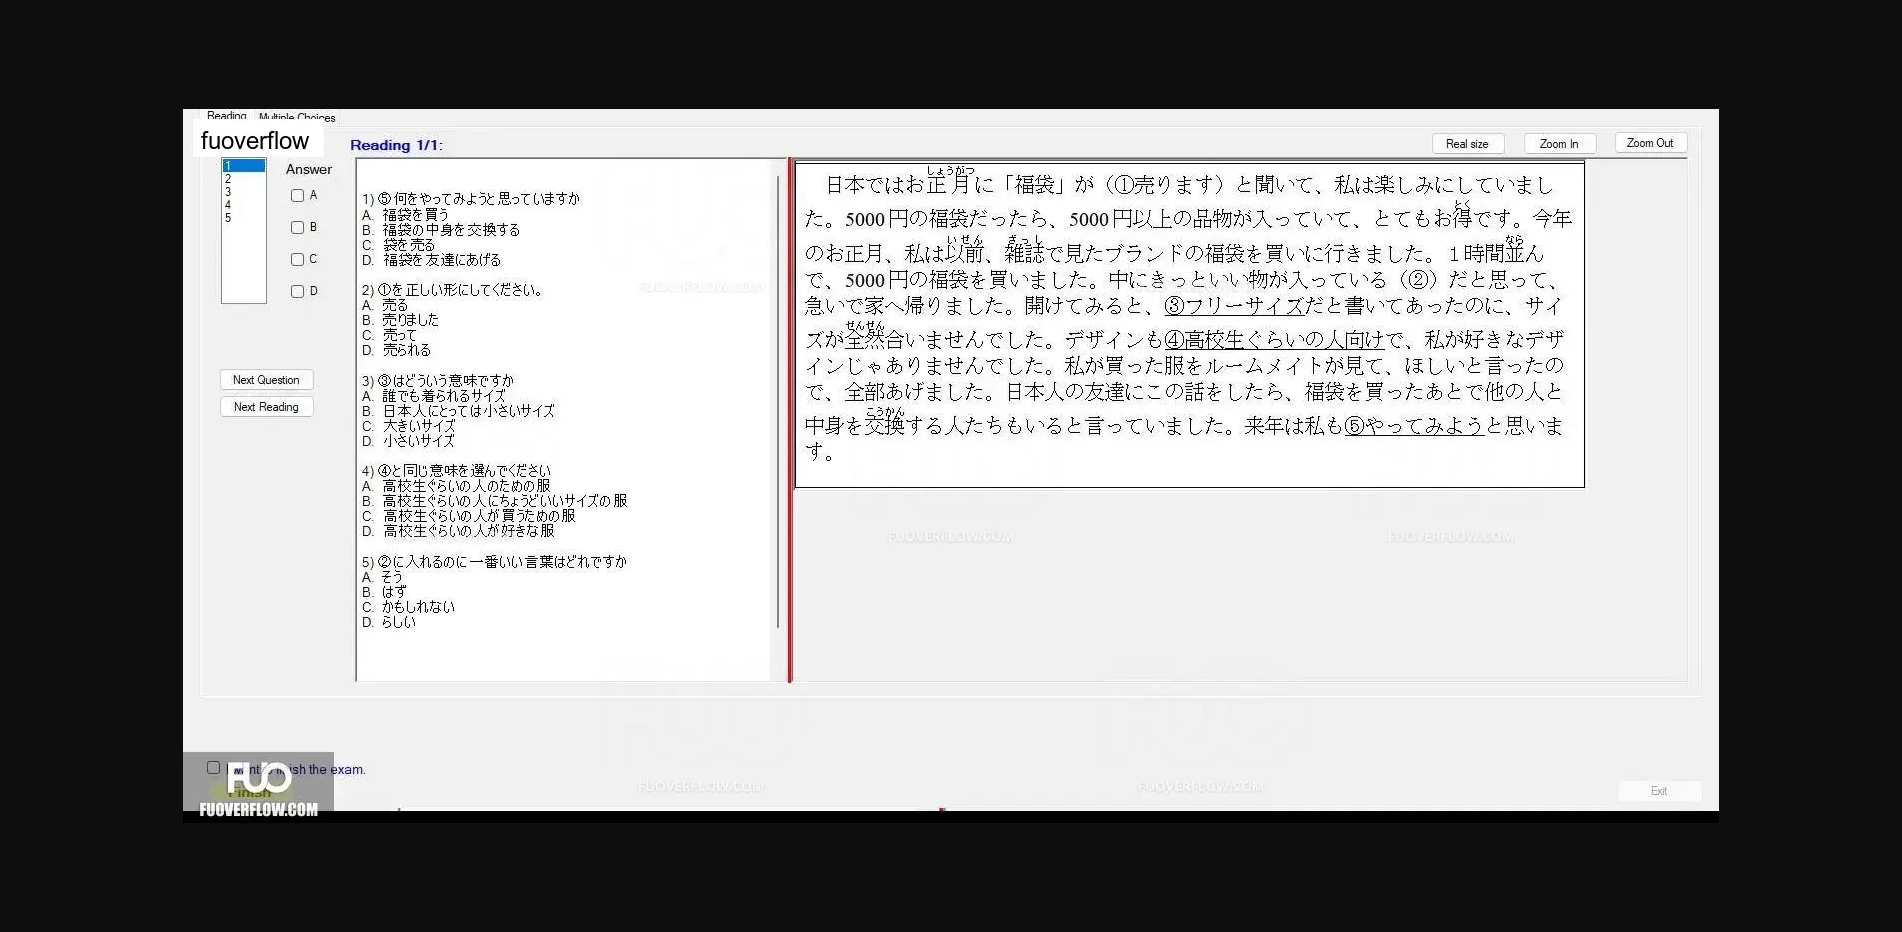 Reading Multiple Choices
fuoverflow
Reading 1/1:
Real size
Zoom In
Zoom Out
1
2
3
4
5
Answer
A
B
C
D
Next Question
Next Reading
1) ⑤何をやってみようと思っていますか
A. 福袋を買う
B. 福袋の中身を交換する
C. 袋を売る
D. 福袋を友達にあげる
2) ①を正しい形にしてください。
A. 売る
B. 売りました
C. 売って
D. 売られる
3) ③はどういう意味ですか
A. 誰でも着られるサイズ
B. 日本人にとっては小さいサイズ
C. 大きいサイズ
D. 小さいサイズ
4) ④と同じ意味を選んでください
A. 高校生ぐらいの人のための服
B. 高校生ぐらいの人にちょうどいいサイズの服
C. 高校生ぐらいの人が買うための服
D. 高校生ぐらいの人が好きな服
5) ②に入れるのに一番いい言葉はどれですか
A. そう
B. はず
C. かもしれない
D. らしい
しょうがつ
日本ではお正月に「福袋」が（①売ります）と聞いて、私は楽しみにしていまし
とく
た。5000円の福袋だったら、5000円以上の品物が入っていて、とてもお得です。今年
いぜん ざっし なら
のお正月、私は以前、雑誌で見たブランドの福袋を買いに行きました。１時間並ん
で、5000円の福袋を買いました。中にきっといい物が入っている（②）だと思って、
急いで家へ帰りました。開けてみると、③フリーサイズだと書いてあったのに、サイ
ぜんぜん
ズが全然合いませんでした。デザインも④高校生ぐらいの人向けで、私が好きなデザ
インじゃありませんでした。私が買った服をルームメイトが見て、ほしいと言ったの
で、全部あげました。日本人の友達にこの話をしたら、福袋を買ったあとで他の人と
こうかん
中身を交換する人たちもいると言っていました。来年は私も⑤やってみようと思いま
す。
FUOVERFLOW.COM
FUOVERFLOW.COM
FUOVERFLOW.COM
FUOVERFLOW.COM
FUOVERFLOW.COM
I want to finish the exam.
Finish
FUO
FUOVERFLOW.COM
Exit